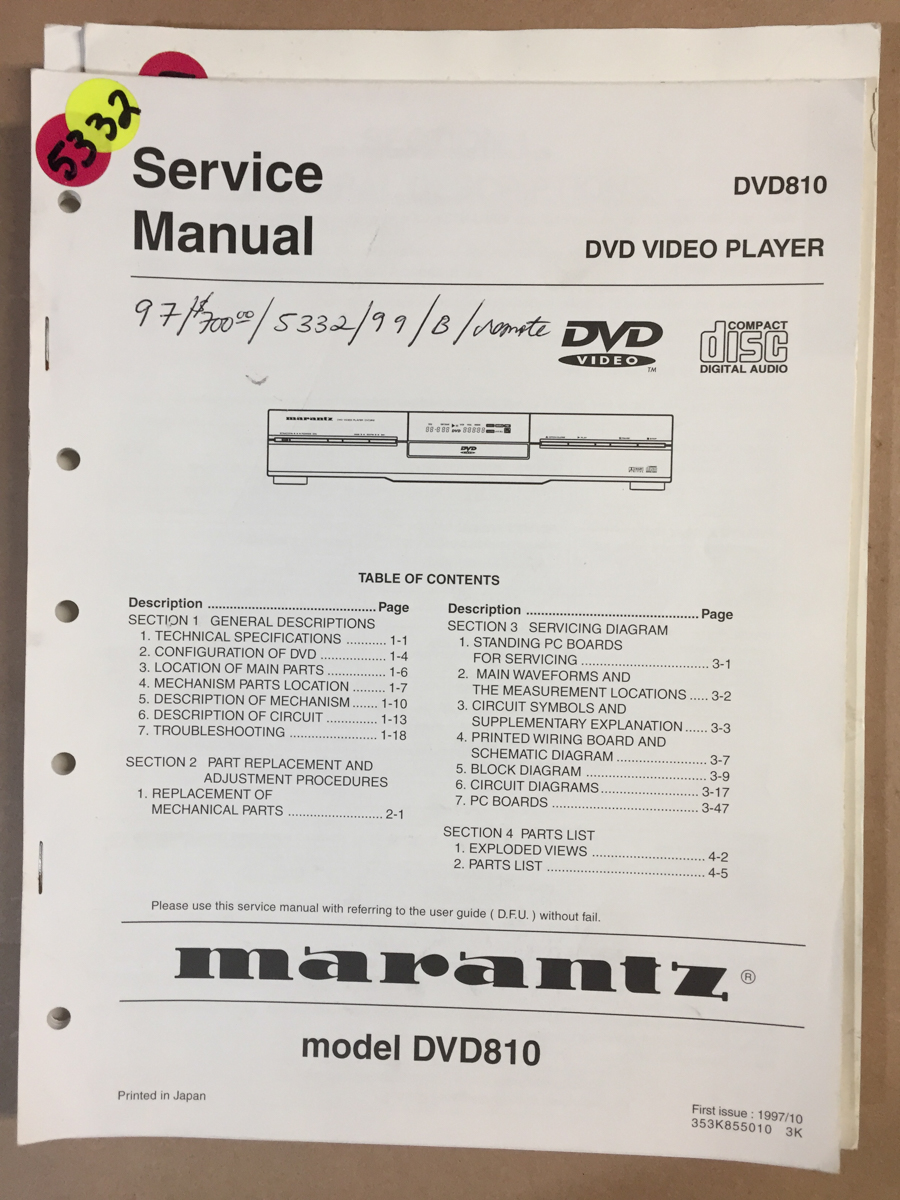 5332
Service
Manual
DVD810
DVD VIDEO PLAYER
97/$700.00/5332/99/B/remote
DVD
VIDEO
TM
COMPACT
disc
DIGITAL AUDIO
marantz
DVD
TABLE OF CONTENTS
Description .............................................. Page
SECTION 1 GENERAL DESCRIPTIONS
1. TECHNICAL SPECIFICATIONS ........... 1-1
2. CONFIGURATION OF DVD .................. 1-4
3. LOCATION OF MAIN PARTS ................ 1-6
4. MECHANISM PARTS LOCATION ......... 1-7
5. DESCRIPTION OF MECHANISM ....... 1-10
6. DESCRIPTION OF CIRCUIT .............. 1-13
7. TROUBLESHOOTING ........................ 1-18
SECTION 2 PART REPLACEMENT AND
ADJUSTMENT PROCEDURES
1. REPLACEMENT OF
MECHANICAL PARTS .......................... 2-1
Description ............................................... Page
SECTION 3 SERVICING DIAGRAM
1. STANDING PC BOARDS
FOR SERVICING ................................... 3-1
2. MAIN WAVEFORMS AND
THE MEASUREMENT LOCATIONS ..... 3-2
3. CIRCUIT SYMBOLS AND
SUPPLEMENTARY EXPLANATION ...... 3-3
4. PRINTED WIRING BOARD AND
SCHEMATIC DIAGRAM .......................... 3-7
5. BLOCK DIAGRAM ................................. 3-9
6. CIRCUIT DIAGRAMS ........................... 3-17
7. PC BOARDS ........................................ 3-47
SECTION 4 PARTS LIST
1. EXPLODED VIEWS ............................... 4-2
2. PARTS LIST ........................................... 4-5
Please use this service manual with referring to the user guide ( D.F.U. ) without fail.
marantz ®
model DVD810
Printed in Japan
First issue : 1997/10
353K855010 3K